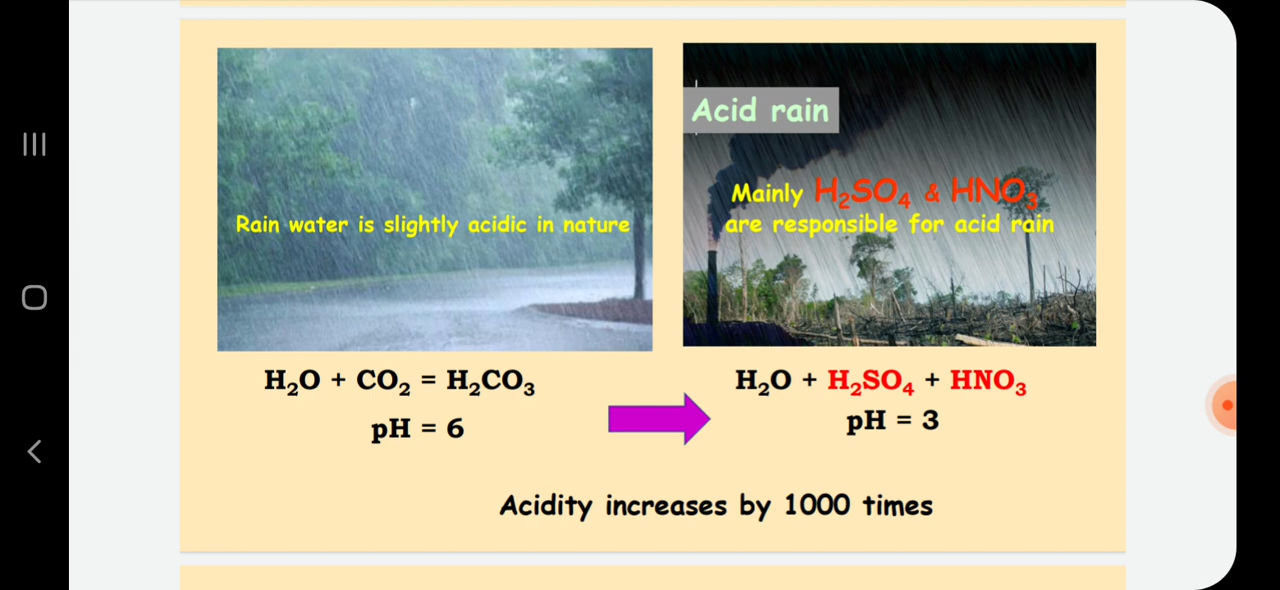 Rain water is slightly acidic in nature
H₂O + CO₂ = H₂CO₃
pH = 6
Acid rain
Mainly H₂SO₄ & HNO₃
are responsible for acid rain
H₂O + H₂SO₄ + HNO₃
pH = 3
Acidity increases by 1000 times